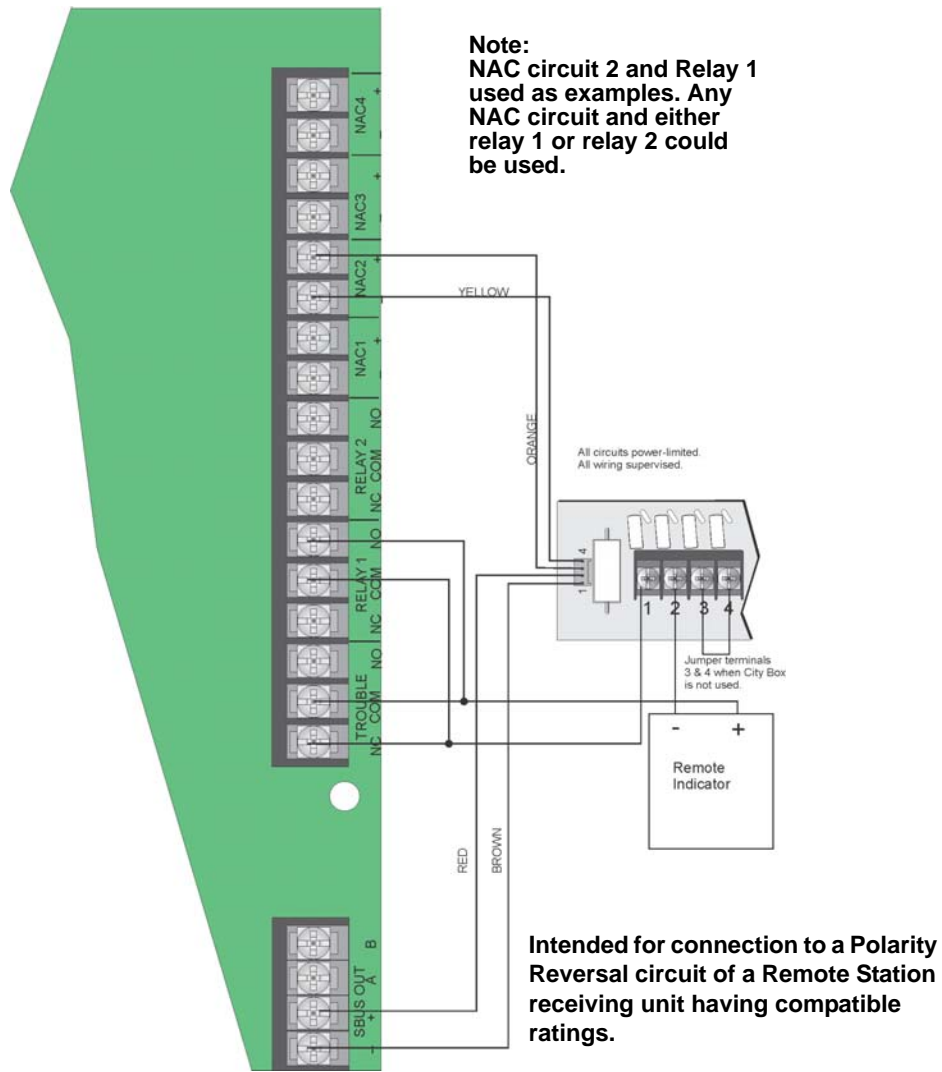 Note:
NAC circuit 2 and Relay 1
used as examples. Any
NAC circuit and either
relay 1 or relay 2 could
be used.
+
NAC4
–
+
NAC3
–
+
NAC2
–
+
NAC1
–
NO
COM
NC
RELAY 2
NO
COM
NC
RELAY 1
NO
COM
NC
TROUBLE
YELLOW
ORANGE
All circuits power-limited.
All wiring supervised.
4
1
1 2 3 4
Jumper terminals
3 & 4 when City Box
is not used.
- +
Remote
Indicator
RED
BROWN
B
A
+
–
SBUS OUT
Intended for connection to a Polarity
Reversal circuit of a Remote Station
receiving unit having compatible
ratings.